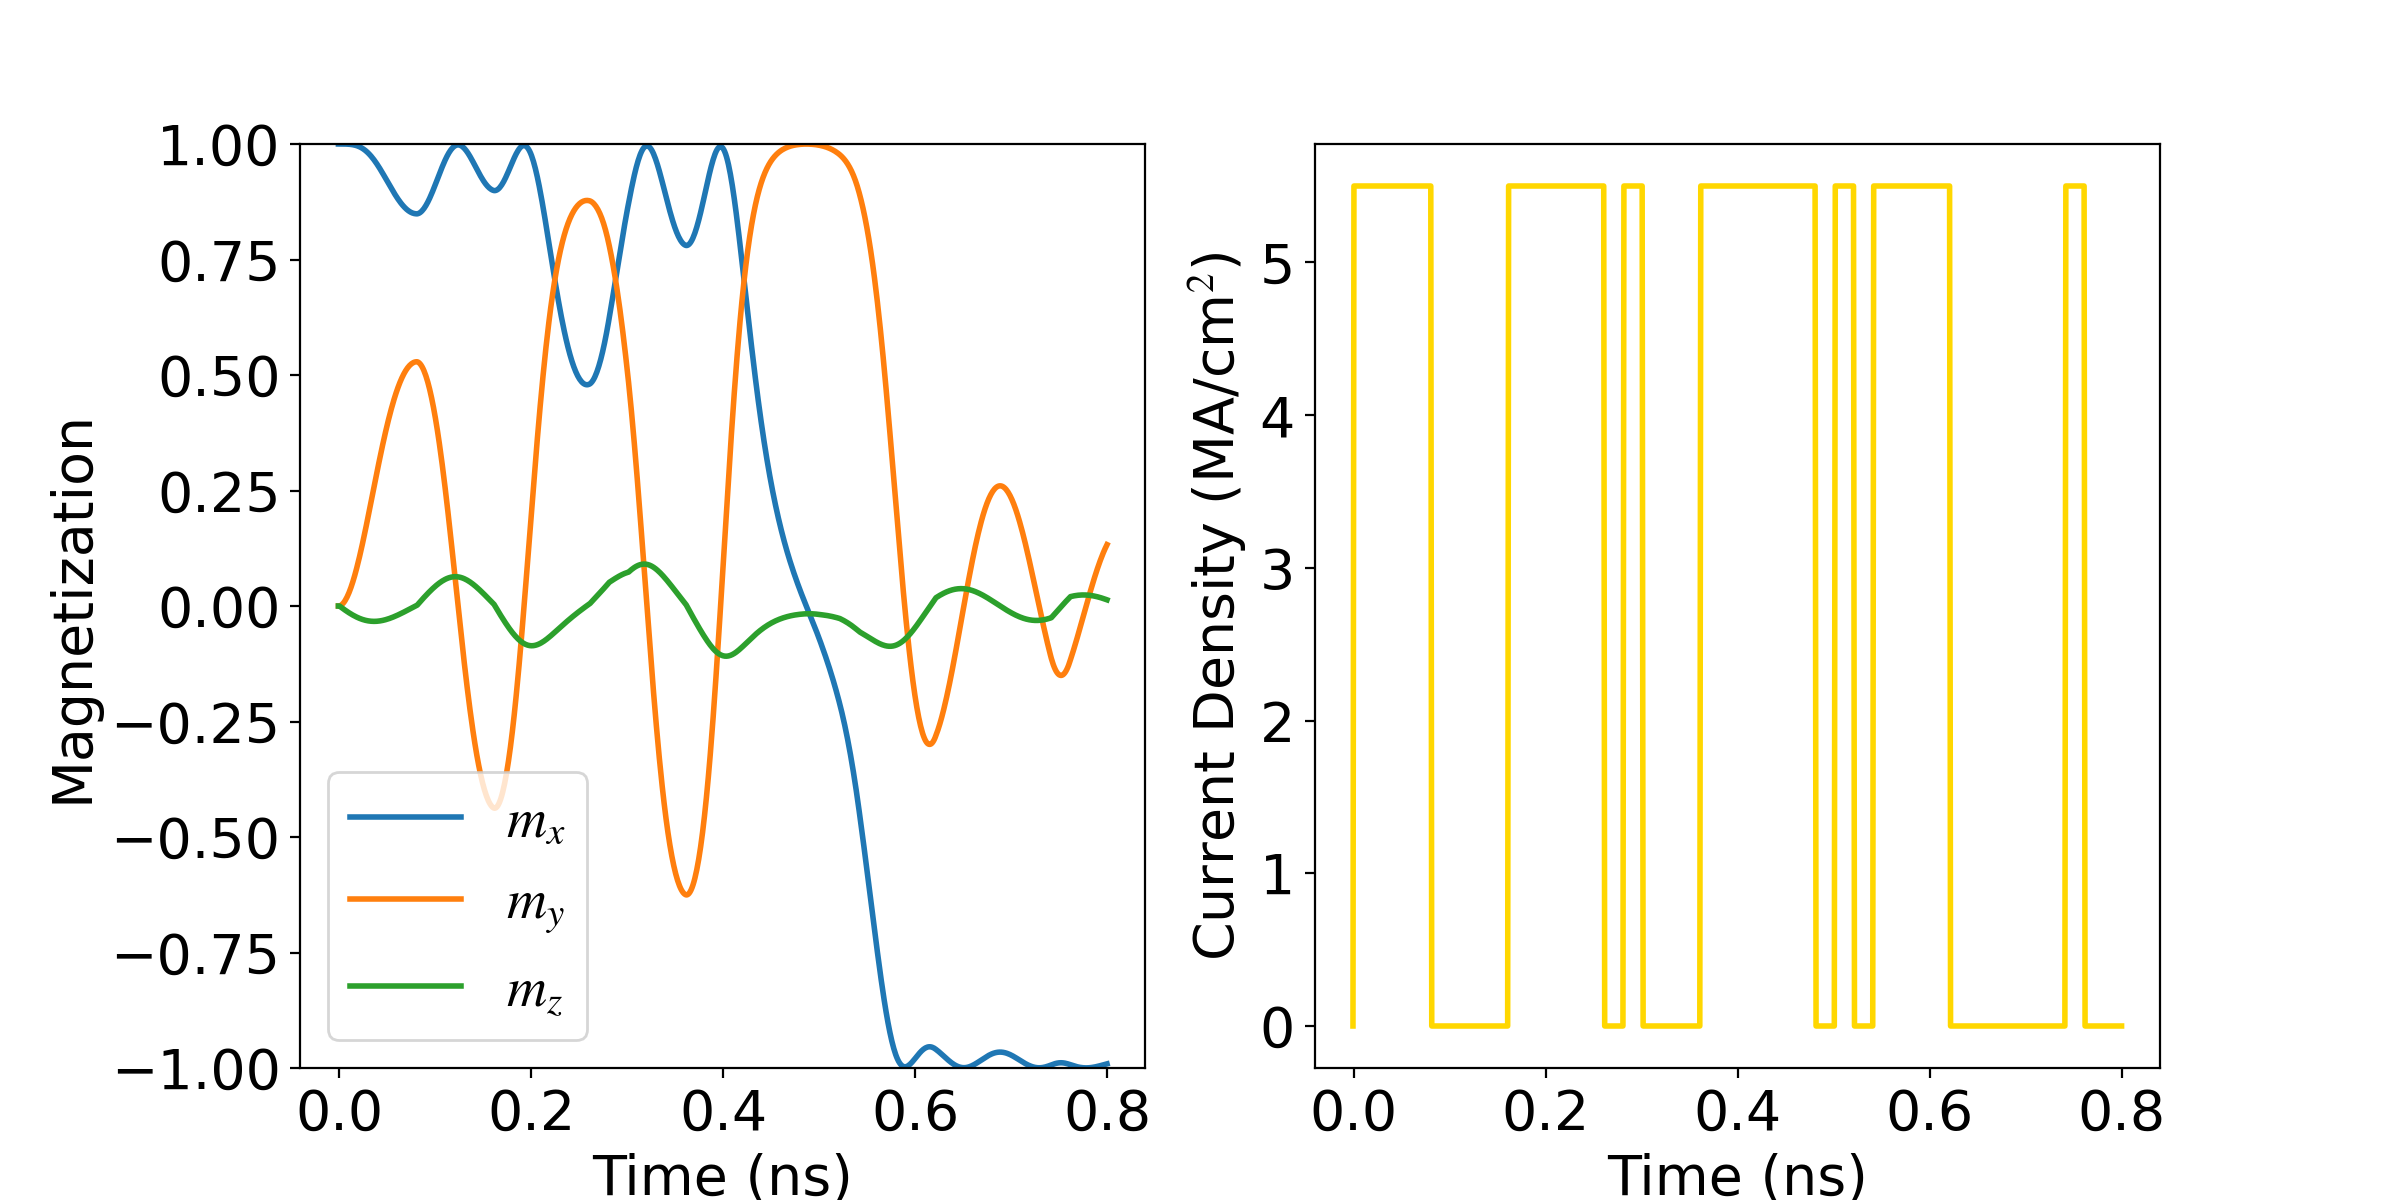 Magnetization
1.00
0.75
0.50
0.25
0.00
−0.25
−0.50
−0.75
−1.00
m_x
m_y
m_z
0.0 0.2 0.4 0.6 0.8
Time (ns)
Current Density (MA/cm²)
5
4
3
2
1
0
0.0 0.2 0.4 0.6 0.8
Time (ns)